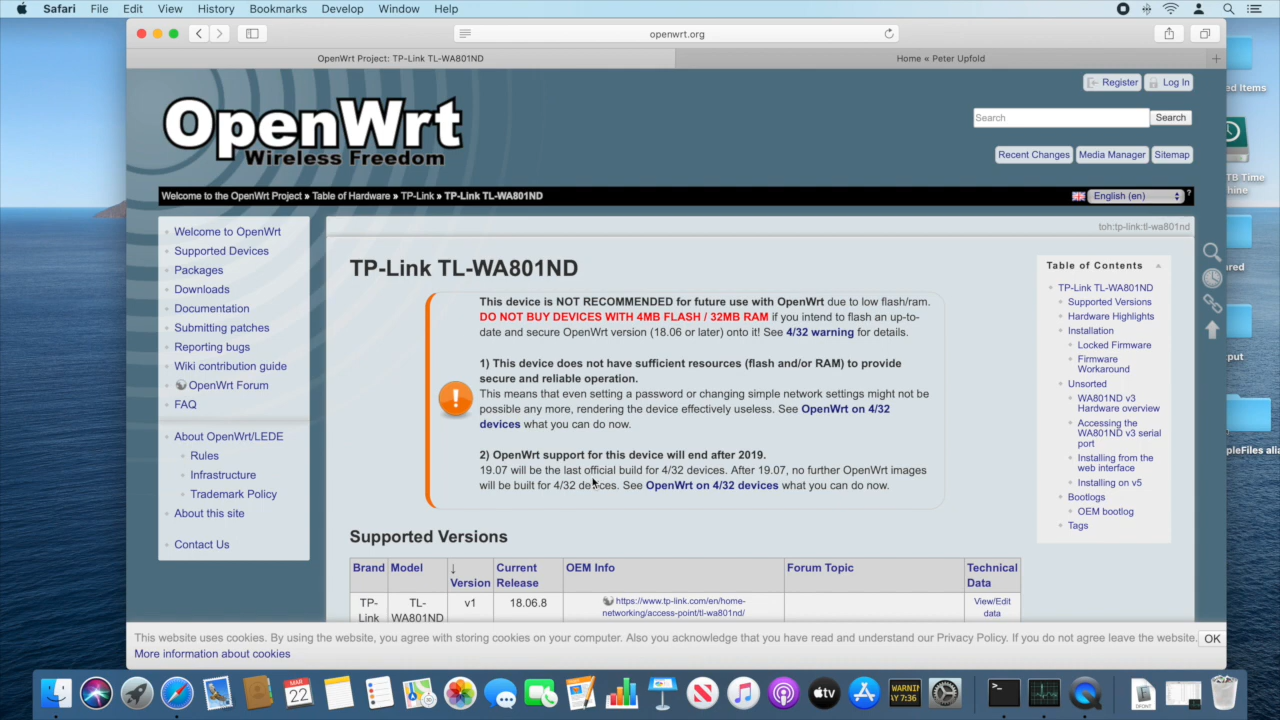 Safari File Edit View History Bookmarks Develop Window Help
openwrt.org
OpenWrt Project: TP-Link TL-WA801ND
Home « Peter Upfold
Register
Log In
OpenWrt
Wireless Freedom
Search
Search
Recent Changes
Media Manager
Sitemap
Welcome to the OpenWrt Project » Table of Hardware » TP-Link » TP-Link TL-WA801ND
English (en)
?
toh:tp-link:tl-wa801nd
Welcome to OpenWrt
Supported Devices
Packages
Downloads
Documentation
Submitting patches
Reporting bugs
Wiki contribution guide
OpenWrt Forum
FAQ
About OpenWrt/LEDE
Rules
Infrastructure
Trademark Policy
About this site
Contact Us
TP-Link TL-WA801ND
This device is NOT RECOMMENDED for future use with OpenWrt due to low flash/ram.
DO NOT BUY DEVICES WITH 4MB FLASH / 32MB RAM if you intend to flash an up-
to-date and secure OpenWrt version (18.06 or later) onto it! See 4/32 warning for details.
1) This device does not have sufficient resources (flash and/or RAM) to provide
secure and reliable operation.
This means that even setting a password or changing simple network settings might not be
possible any more, rendering the device effectively useless. See OpenWrt on 4/32
devices what you can do now.
2) OpenWrt support for this device will end after 2019.
19.07 will be the last official build for 4/32 devices. After 19.07, no further OpenWrt images
will be built for 4/32 devices. See OpenWrt on 4/32 devices what you can do now.
Table of Contents
TP-Link TL-WA801ND
Supported Versions
Hardware Highlights
Installation
Locked Firmware
Firmware
Workaround
Unsorted
WA801ND v3
Hardware overview
Accessing the
WA801ND v3 serial
port
Installing from the
web interface
Installing on v5
Bootlogs
OEM bootlog
Tags
Supported Versions
Brand Model ↓ Version Current Release OEM Info Forum Topic Technical Data
TP-Link TL-WA801ND v1 18.06.8 https://www.tp-link.com/en/home-networking/access-point/tl-wa801nd/ View/Edit data
This website uses cookies. By using the website, you agree with storing cookies on your computer. Also you acknowledge that you have read and understand our Privacy Policy. If you do not agree leave the website.
OK
More information about cookies
ed Items
TB Time
hine
ared
put
pleFiles alia
MAR
22
tv
WARNIN
AY 7:36
DFONT